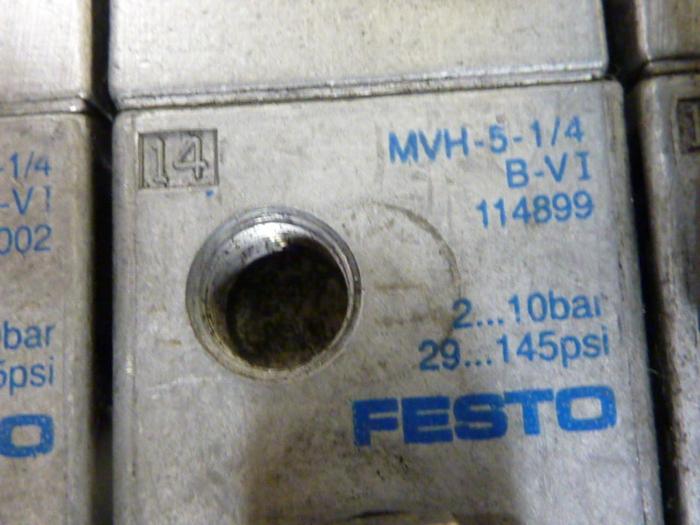 14
MVH-5-1/4
B-VI
114899
2...10bar
29...145psi
FESTO
-1/4
-VI
002
bar
psi
O